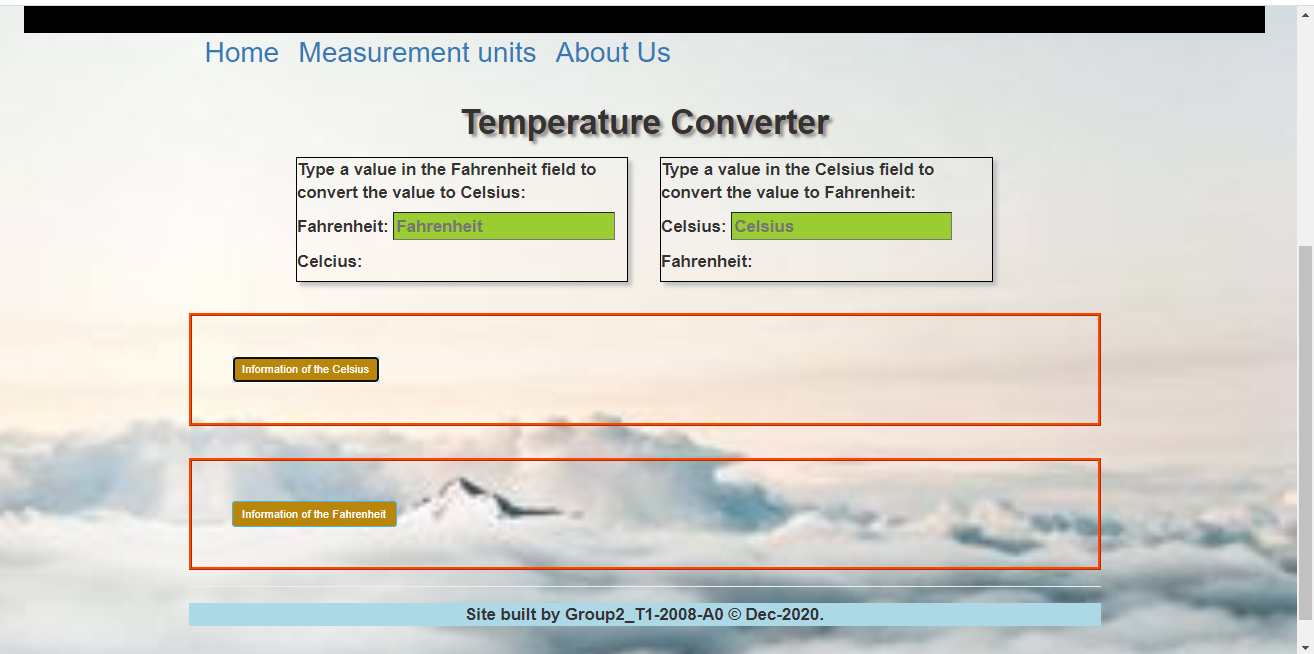 Home Measurement units About Us
Temperature Converter
Type a value in the Fahrenheit field to
convert the value to Celsius:
Fahrenheit: Fahrenheit
Celcius:
Type a value in the Celsius field to
convert the value to Fahrenheit:
Celsius: Celsius
Fahrenheit:
Information of the Celsius
Information of the Fahrenheit
Site built by Group2_T1-2008-A0 © Dec-2020.